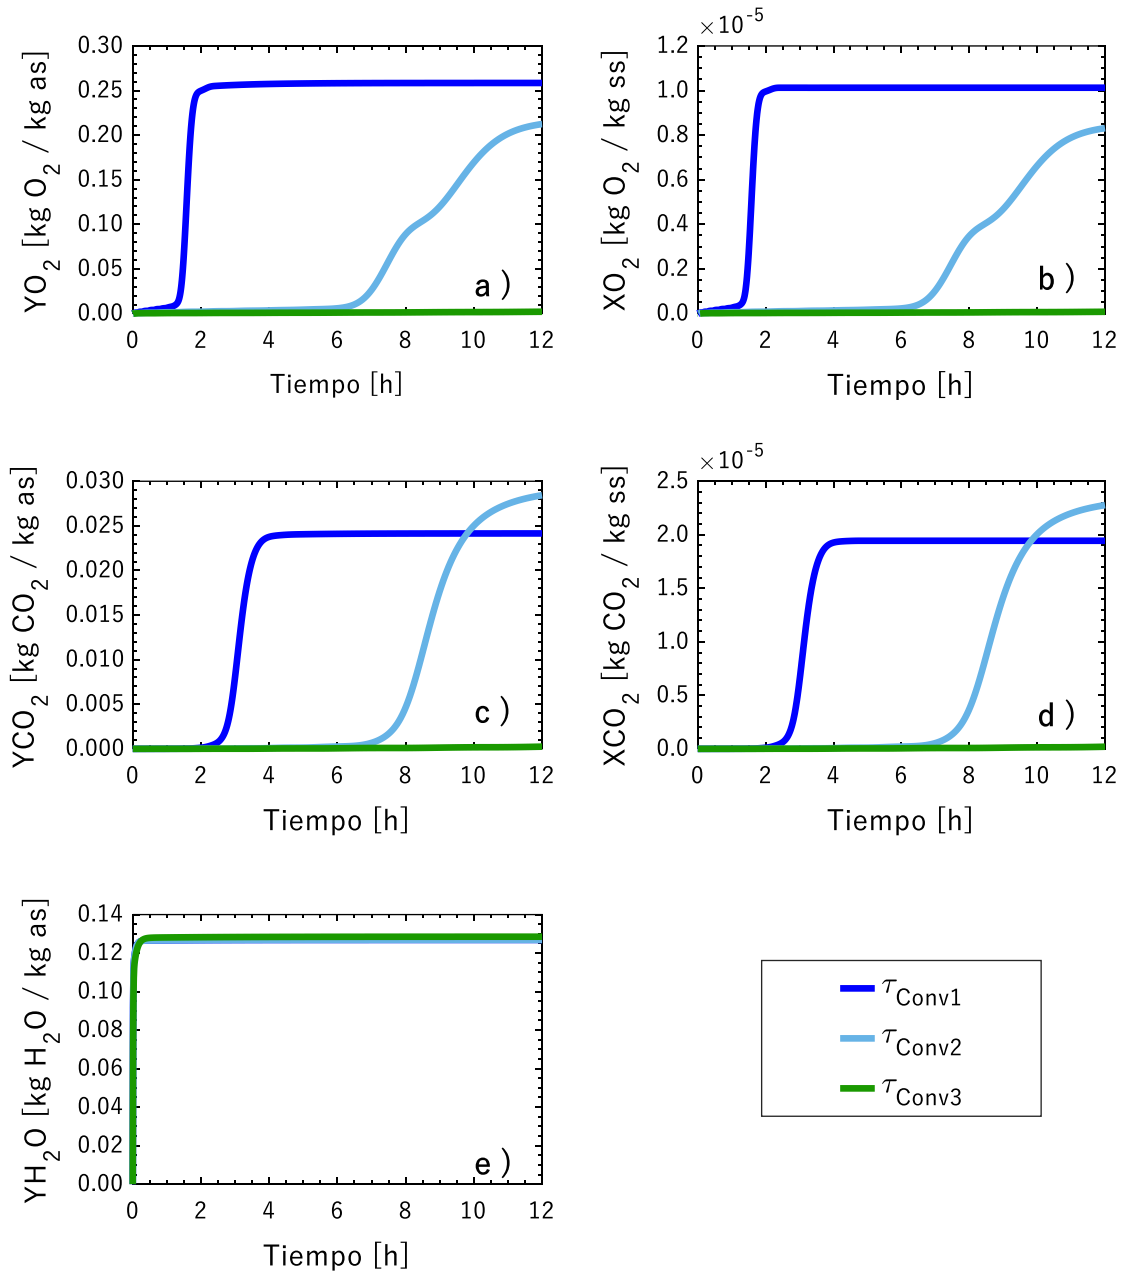 YO2 [kg O2 / kg as]
0.30
0.25
0.20
0.15
0.10
0.05
0.00
0 2 4 6 8 10 12
Tiempo [h]
a )
×10-5
XO2 [kg O2 / kg ss]
1.2
1.0
0.8
0.6
0.4
0.2
0.0
0 2 4 6 8 10 12
Tiempo [h]
b )
YCO2 [kg CO2 / kg as]
0.030
0.025
0.020
0.015
0.010
0.005
0.000
0 2 4 6 8 10 12
Tiempo [h]
c )
×10-5
XCO2 [kg CO2 / kg ss]
2.5
2.0
1.5
1.0
0.5
0.0
0 2 4 6 8 10 12
Tiempo [h]
d )
YH2O [kg H2O / kg as]
0.14
0.12
0.10
0.08
0.06
0.04
0.02
0.00
0 2 4 6 8 10 12
Tiempo [h]
e )
τConv1
τConv2
τConv3